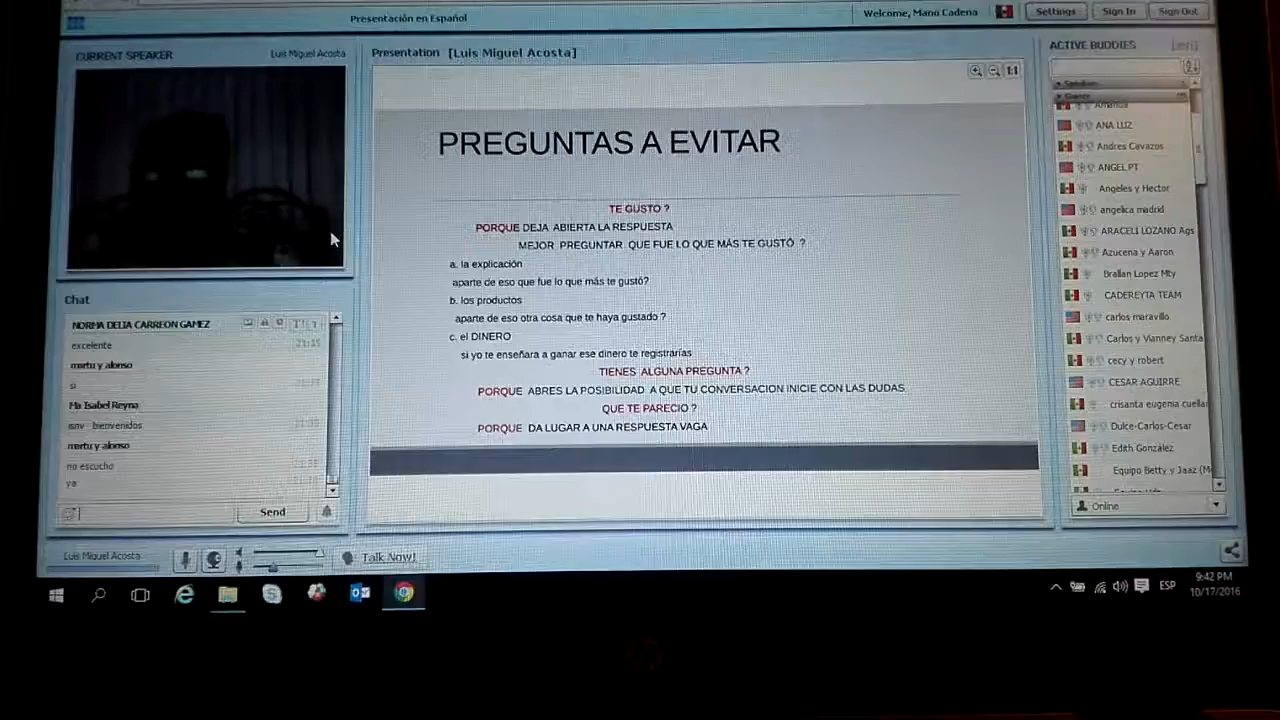 Presentación en Español
Welcome, Mano Cadena
Settings
Sign In
Sign Out
CURRENT SPEAKER
Luis Miguel Acosta
Presentation [Luis Miguel Acosta]
1:1
PREGUNTAS A EVITAR
TE GUSTO ?
PORQUE DEJA ABIERTA LA RESPUESTA
MEJOR PREGUNTAR QUE FUE LO QUE MÁS TE GUSTÓ ?
a. la explicación
aparte de eso que fue lo que más te gustó?
b. los productos
aparte de eso otra cosa que te haya gustado ?
c. el DINERO
si yo te enseñara a ganar ese dinero te registrarías
TIENES ALGUNA PREGUNTA ?
PORQUE ABRES LA POSIBILIDAD A QUE TU CONVERSACION INICIE CON LAS DUDAS
QUE TE PARECIO ?
PORQUE DA LUGAR A UNA RESPUESTA VAGA
Chat
NORMA DELIA CARREON GAMEZ
excelente
martu y alonso
si
Ma Isabel Reyna
bienvenidos
martu y alonso
no escucho
ya
Send
Luis Miguel Acosta
Talk Now!
ACTIVE BUDDIES
Speakers
Guests
Amanda
ANA LUZ
Andres Cavazos
ANGEL PT
Angeles y Hector
angelica madrid
ARACELI LOZANO Ags
Azucena y Aaron
Brallan Lopez Mty
CADEREYTA TEAM
carlos maravillo
Carlos y Vianney Santa
cecy y robert
CESAR AGUIRRE
crisanta eugenia cuella
Dulce-Carlos-Cesar
Edith González
Equipo Betty y Jaaz (M
Online
ESP
9:42 PM
10/17/2016